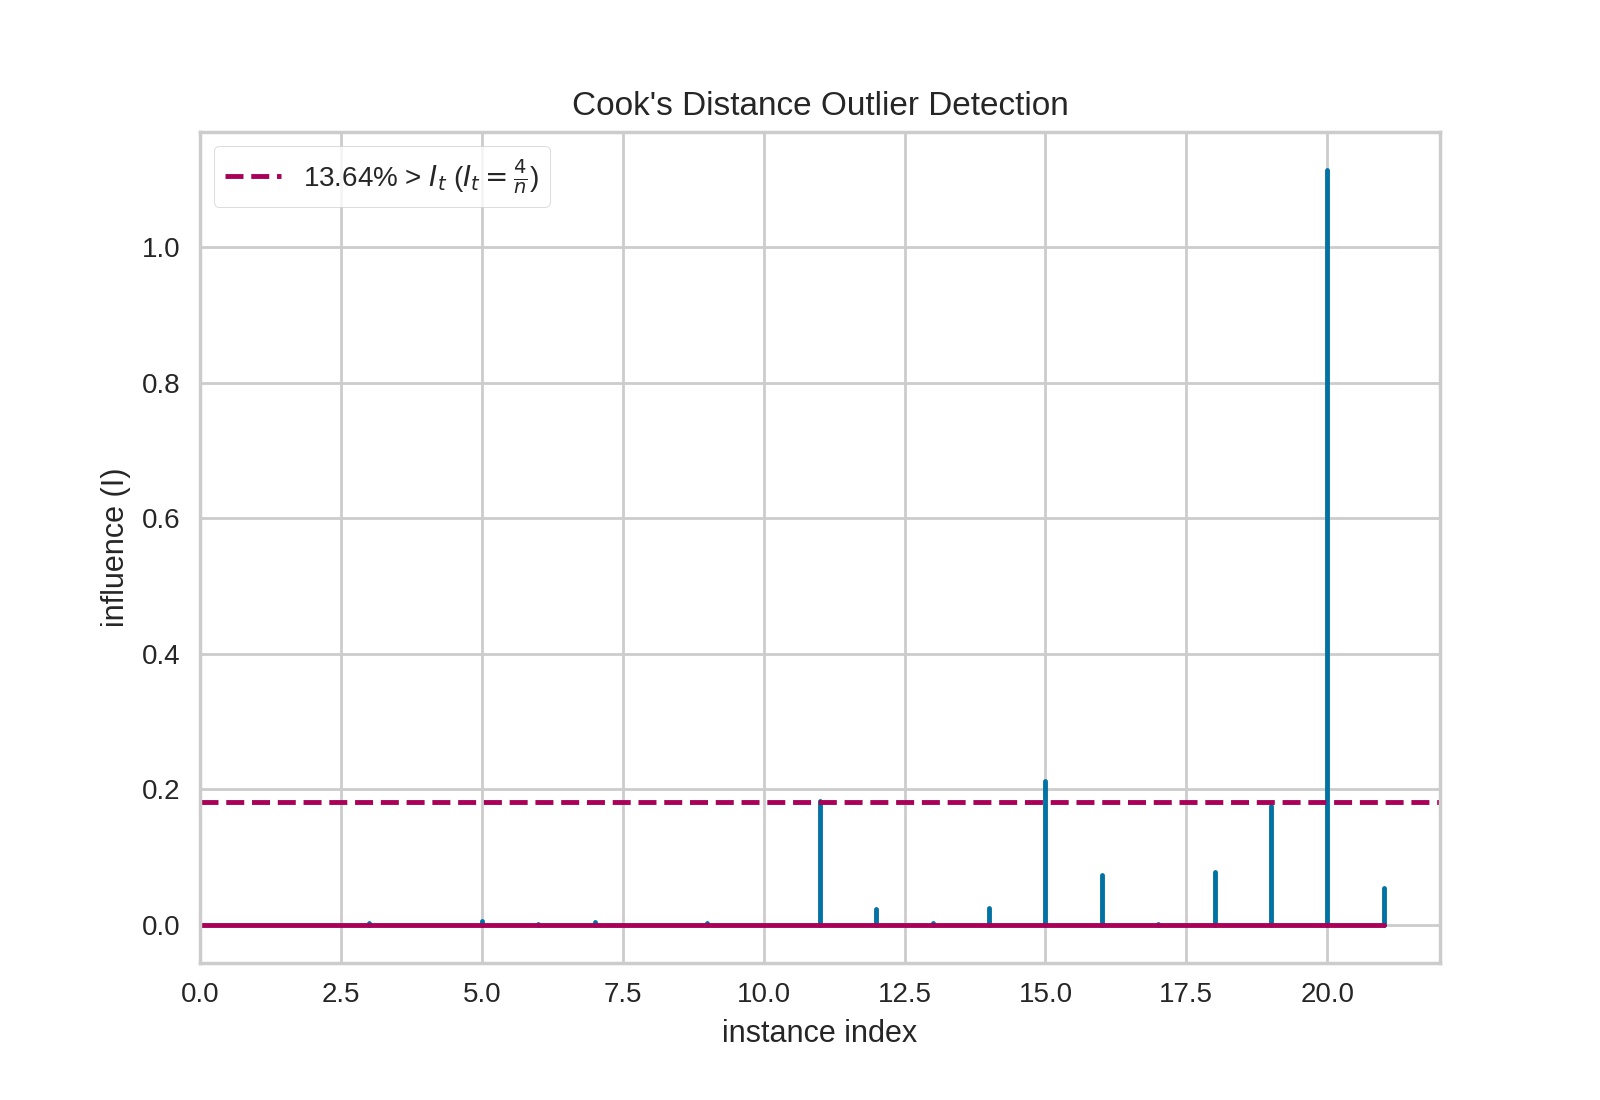 Cook's Distance Outlier Detection
13.64% > I_t (I_t = 4/n)
influence (I)
1.0
0.8
0.6
0.4
0.2
0.0
0.0 2.5 5.0 7.5 10.0 12.5 15.0 17.5 20.0
instance index